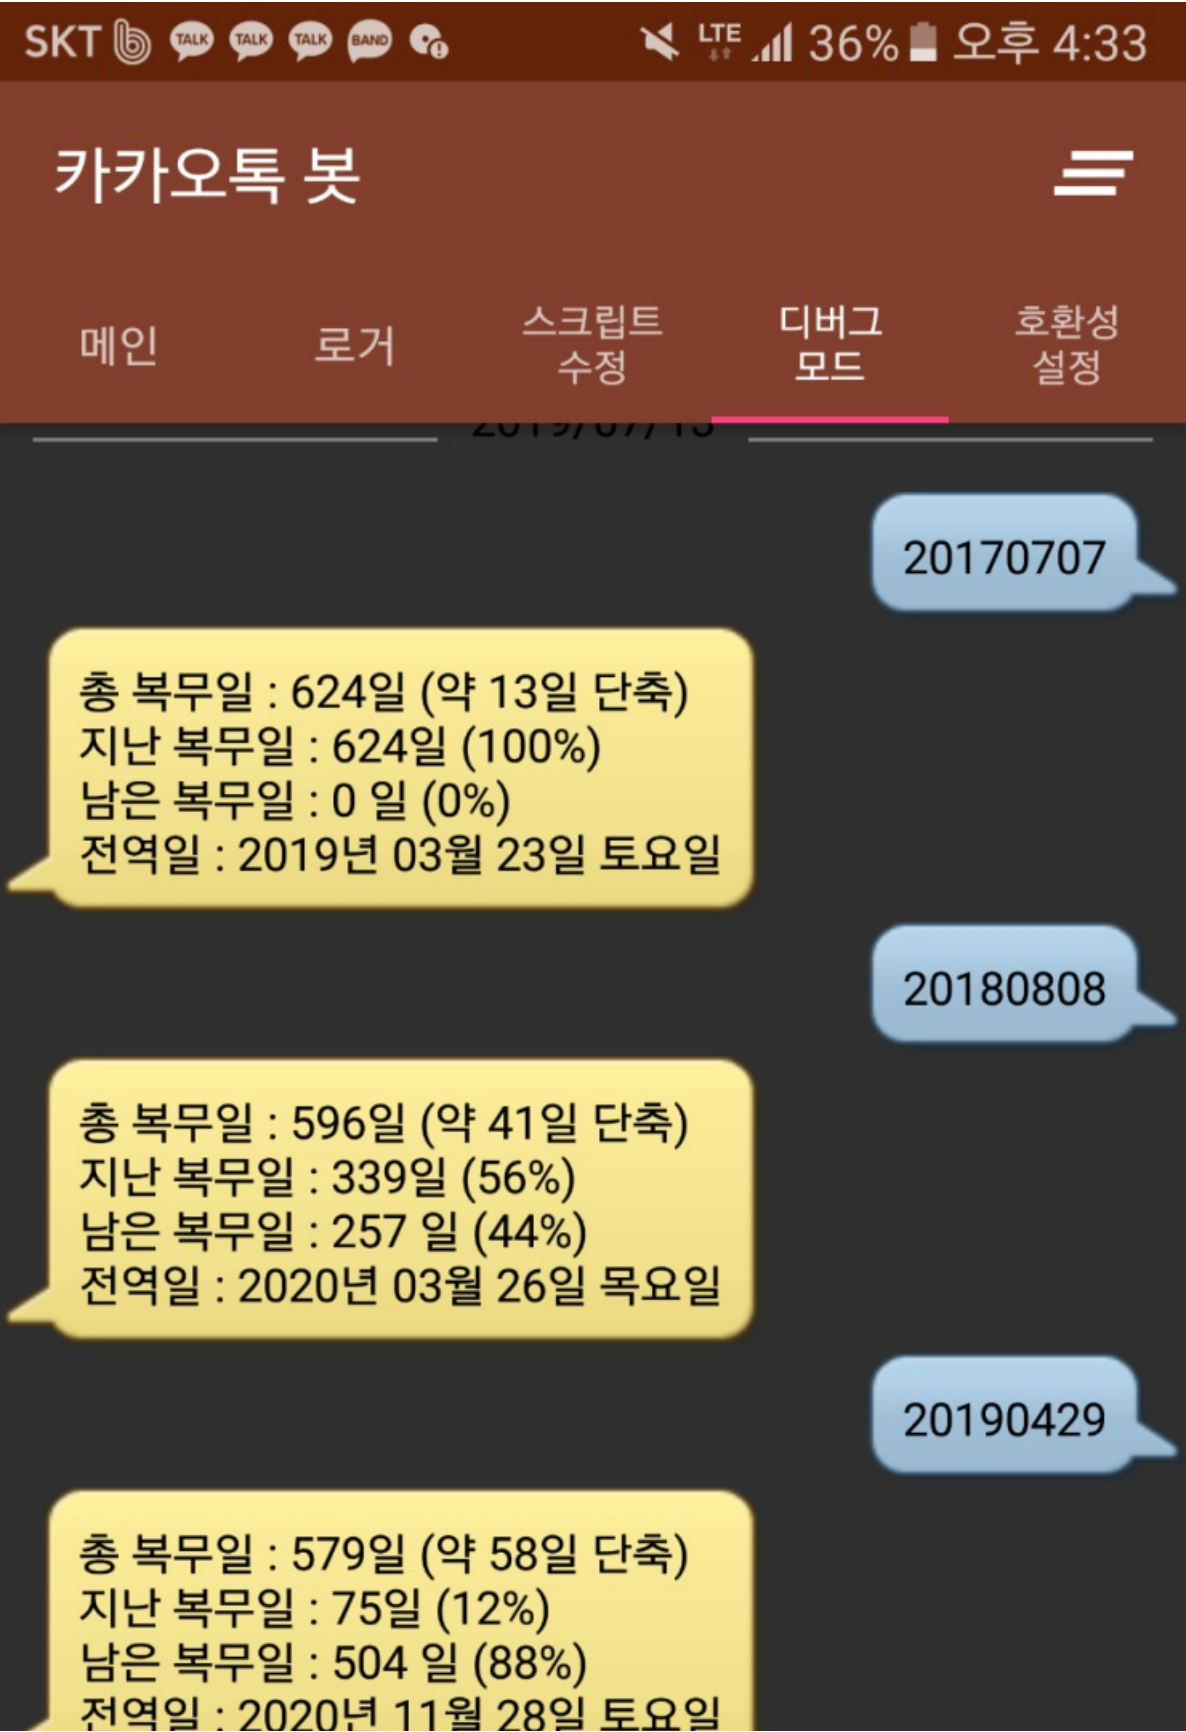 SKT TALK TALK TALK BAND LTE 36% 오후 4:33
카카오톡 봇
메인
로거
스크립트
수정
디버그
모드
호환성
설정
2019/07/13
20170707
총 복무일 : 624일 (약 13일 단축)
지난 복무일 : 624일 (100%)
남은 복무일 : 0 일 (0%)
전역일 : 2019년 03월 23일 토요일
20180808
총 복무일 : 596일 (약 41일 단축)
지난 복무일 : 339일 (56%)
남은 복무일 : 257 일 (44%)
전역일 : 2020년 03월 26일 목요일
20190429
총 복무일 : 579일 (약 58일 단축)
지난 복무일 : 75일 (12%)
남은 복무일 : 504 일 (88%)
전역일 : 2020년 11월 28일 토요일